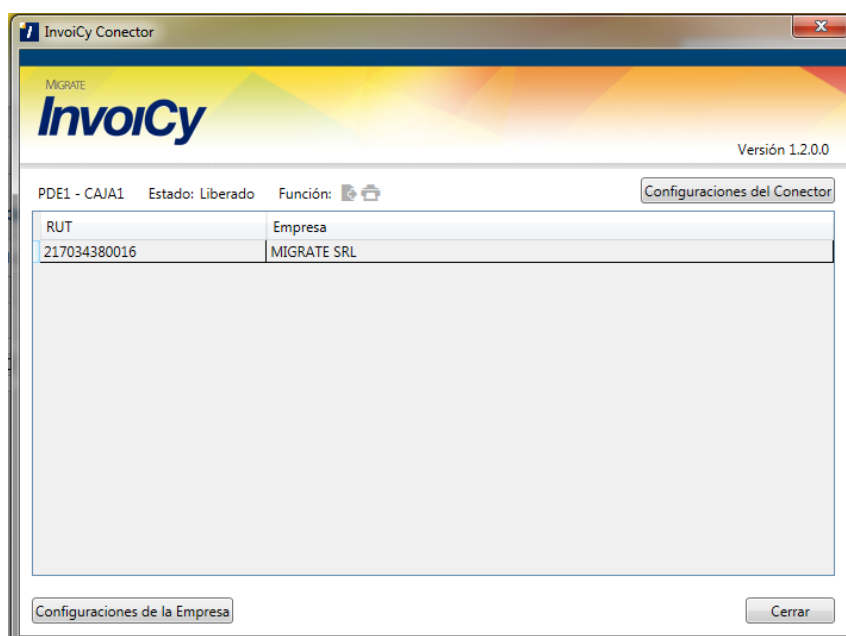 InvoiCy Conector
MIGRATE
InvoiCy
Versión 1.2.0.0
PDE1 - CAJA1 Estado: Liberado Función: Configuraciones del Conector
RUT Empresa
217034380016 MIGRATE SRL
Configuraciones de la Empresa Cerrar